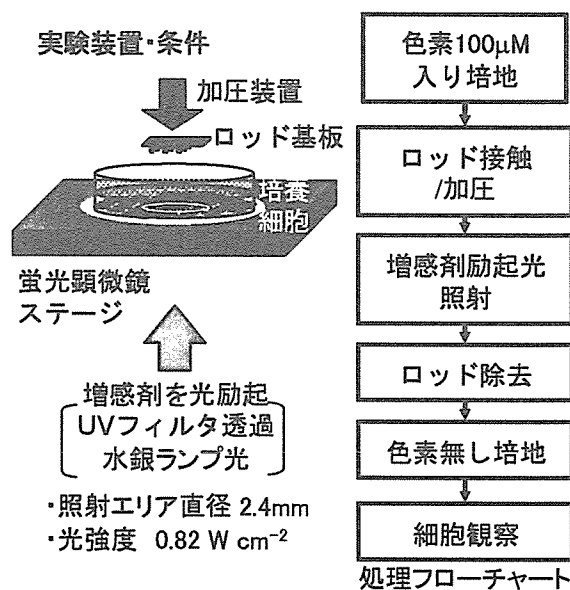 実験装置・条件
加圧装置
ロッド基板
培養
細胞
蛍光顕微鏡
ステージ
増感剤を光励起
UVフィルタ透過
水銀ランプ光
・照射エリア直径 2.4mm
・光強度 0.82 W cm⁻²
色素100μM
入り培地
ロッド接触
/加圧
増感剤励起光
照射
ロッド除去
色素無し培地
細胞観察
処理フローチャート